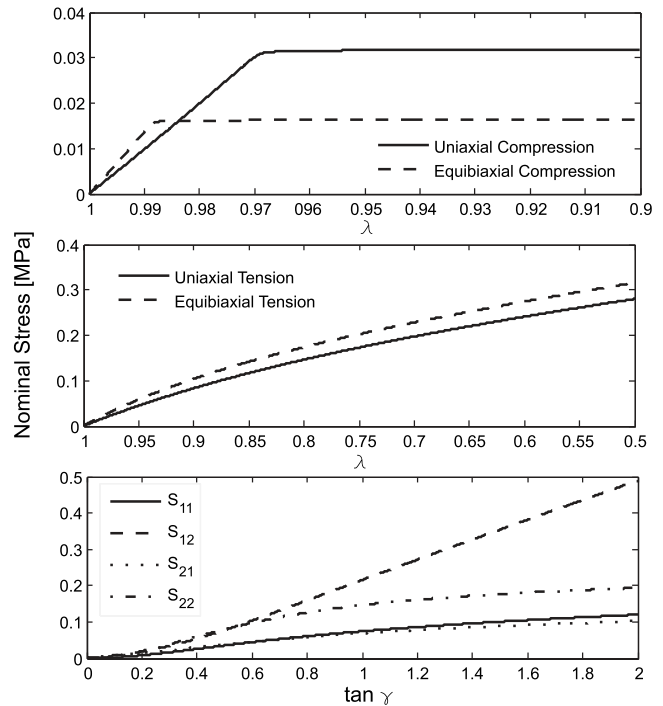 0.04
0.03
0.02
0.01
0
Uniaxial Compression
Equibiaxial Compression
1 0.99 0.98 0.97 096 0.95 0.94 0.93 0.92 0.91 0.9
λ
Nominal Stress [MPa]
0.4
0.3
0.2
0.1
0
Uniaxial Tension
Equibiaxial Tension
1 0.95 0.9 0.85 0.8 0.75 0.7 0.65 0.6 0.55 0.5
λ
0.5
0.4
0.3
0.2
0.1
0
S11
S12
S21
S22
0 0.2 0.4 0.6 0.8 1 1.2 1.4 1.6 1.8 2
tan γ